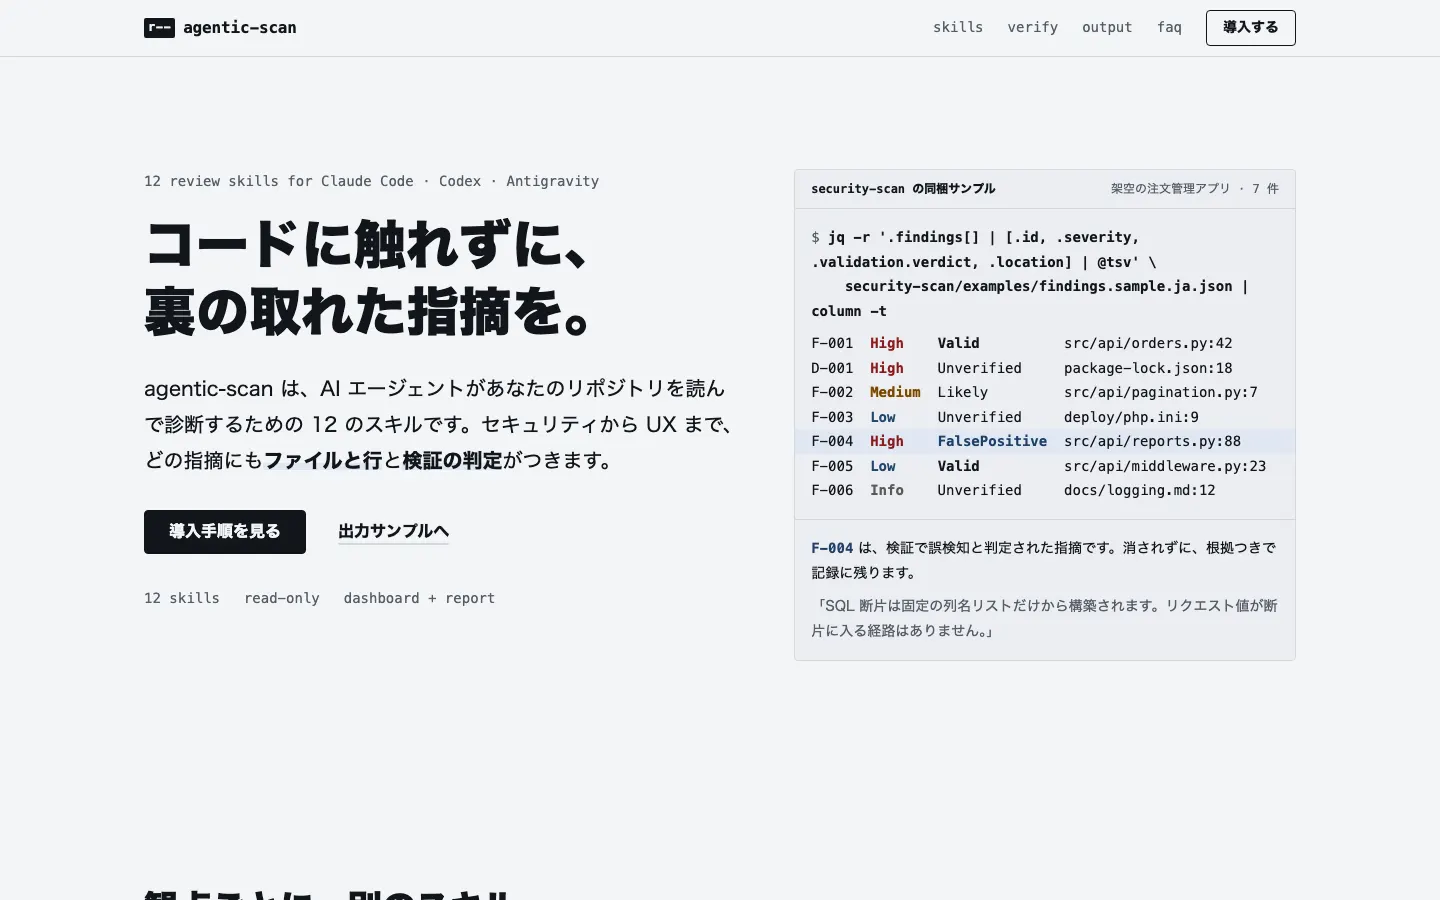 r-- agentic-scan
skills verify output faq 導入する
12 review skills for Claude Code · Codex · Antigravity
コードに触れずに、
裏の取れた指摘を。
agentic-scan は、AI エージェントがあなたのリポジトリを読ん
で診断するための 12 のスキルです。セキュリティから UX まで、
どの指摘にもファイルと行と検証の判定がつきます。
導入手順を見る 出力サンプルへ
12 skills read-only dashboard + report
security-scan の同梱サンプル 架空の注文管理アプリ · 7 件
$ jq -r '.findings[] | [.id, .severity,
.validation.verdict, .location] | @tsv' \
security-scan/examples/findings.sample.ja.json |
column -t
F-001 High Valid src/api/orders.py:42
D-001 High Unverified package-lock.json:18
F-002 Medium Likely src/api/pagination.py:7
F-003 Low Unverified deploy/php.ini:9
F-004 High FalsePositive src/api/reports.py:88
F-005 Low Valid src/api/middleware.py:23
F-006 Info Unverified docs/logging.md:12
F-004 は、検証で誤検知と判定された指摘です。消されずに、根拠つきで
記録に残ります。
「SQL 断片は固定の列名リストだけから構築されます。リクエスト値が断
片に入る経路はありません。」
観点ごとに、別のスキル